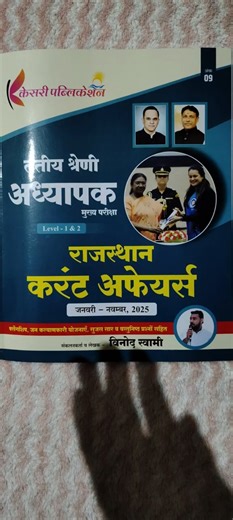 केसरी पब्लिकेशन
09
तृतीय श्रेणी
अध्यापक
मुख्य परीक्षा
Level - 1 & 2
राजस्थान
करंट अफेयर्स
जनवरी - नवम्बर, 2025
विनोद स्वामी